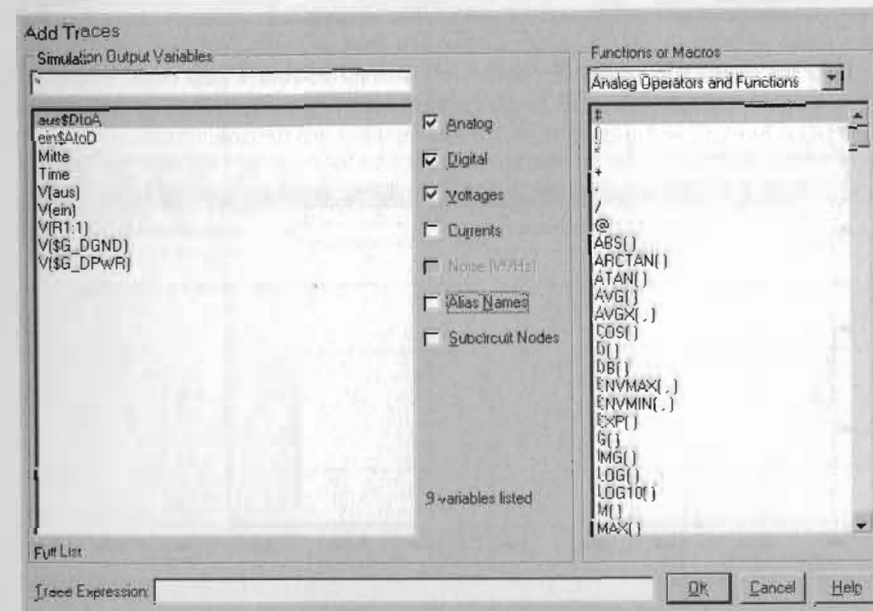 Add Traces
Simulation Output Variables
*
aus$DtoA
ein$AtoD
Mitte
Time
V(aus)
V(ein)
V(R1:1)
V($G_DGND)
V($G_DPWR)
Full List
Analog
Digital
Voltages
Currents
Noise (V²/Hz)
Alias Names
Subcircuit Nodes
9 variables listed
Functions or Macros
Analog Operators and Functions
()
*
+
-
/
@
ABS()
ARCTAN()
ATAN()
AVG()
AVGX(,)
COS()
D()
DB()
ENVMAX(,)
ENVMIN(,)
EXP()
G()
IMG()
LOG()
LOG10()
M()
MAX()
Trace Expression:
OK
Cancel
Help